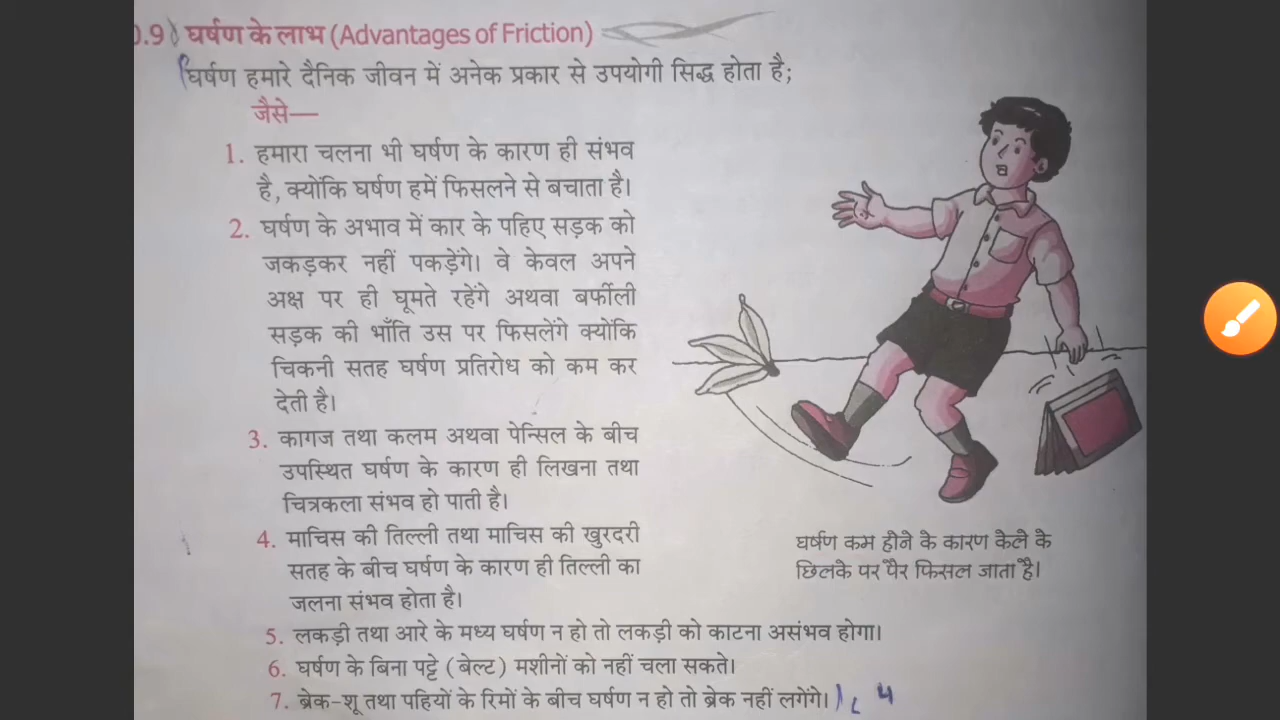 0.9 घर्षण के लाभ (Advantages of Friction)
घर्षण हमारे दैनिक जीवन में अनेक प्रकार से उपयोगी सिद्ध होता है;
जैसे—
1. हमारा चलना भी घर्षण के कारण ही संभव
है, क्योंकि घर्षण हमें फिसलने से बचाता है।
2. घर्षण के अभाव में कार के पहिए सड़क को
जकड़कर नहीं पकड़ेंगे। वे केवल अपने
अक्ष पर ही घूमते रहेंगे अथवा बर्फीली
सड़क की भाँति उस पर फिसलेंगे क्योंकि
चिकनी सतह घर्षण प्रतिरोध को कम कर
देती है।
3. कागज तथा कलम अथवा पेन्सिल के बीच
उपस्थित घर्षण के कारण ही लिखना तथा
चित्रकला संभव हो पाती है।
4. माचिस की तिल्ली तथा माचिस की खुरदरी
सतह के बीच घर्षण के कारण ही तिल्ली का
जलना संभव होता है।
घर्षण कम होने के कारण केले के
छिलके पर पैर फिसल जाता है।
5. लकड़ी तथा आरे के मध्य घर्षण न हो तो लकड़ी को काटना असंभव होगा।
6. घर्षण के बिना पट्टे (बेल्ट) मशीनों को नहीं चला सकते।
7. ब्रेक-शू तथा पहियों के रिमों के बीच घर्षण न हो तो ब्रेक नहीं लगेंगे।